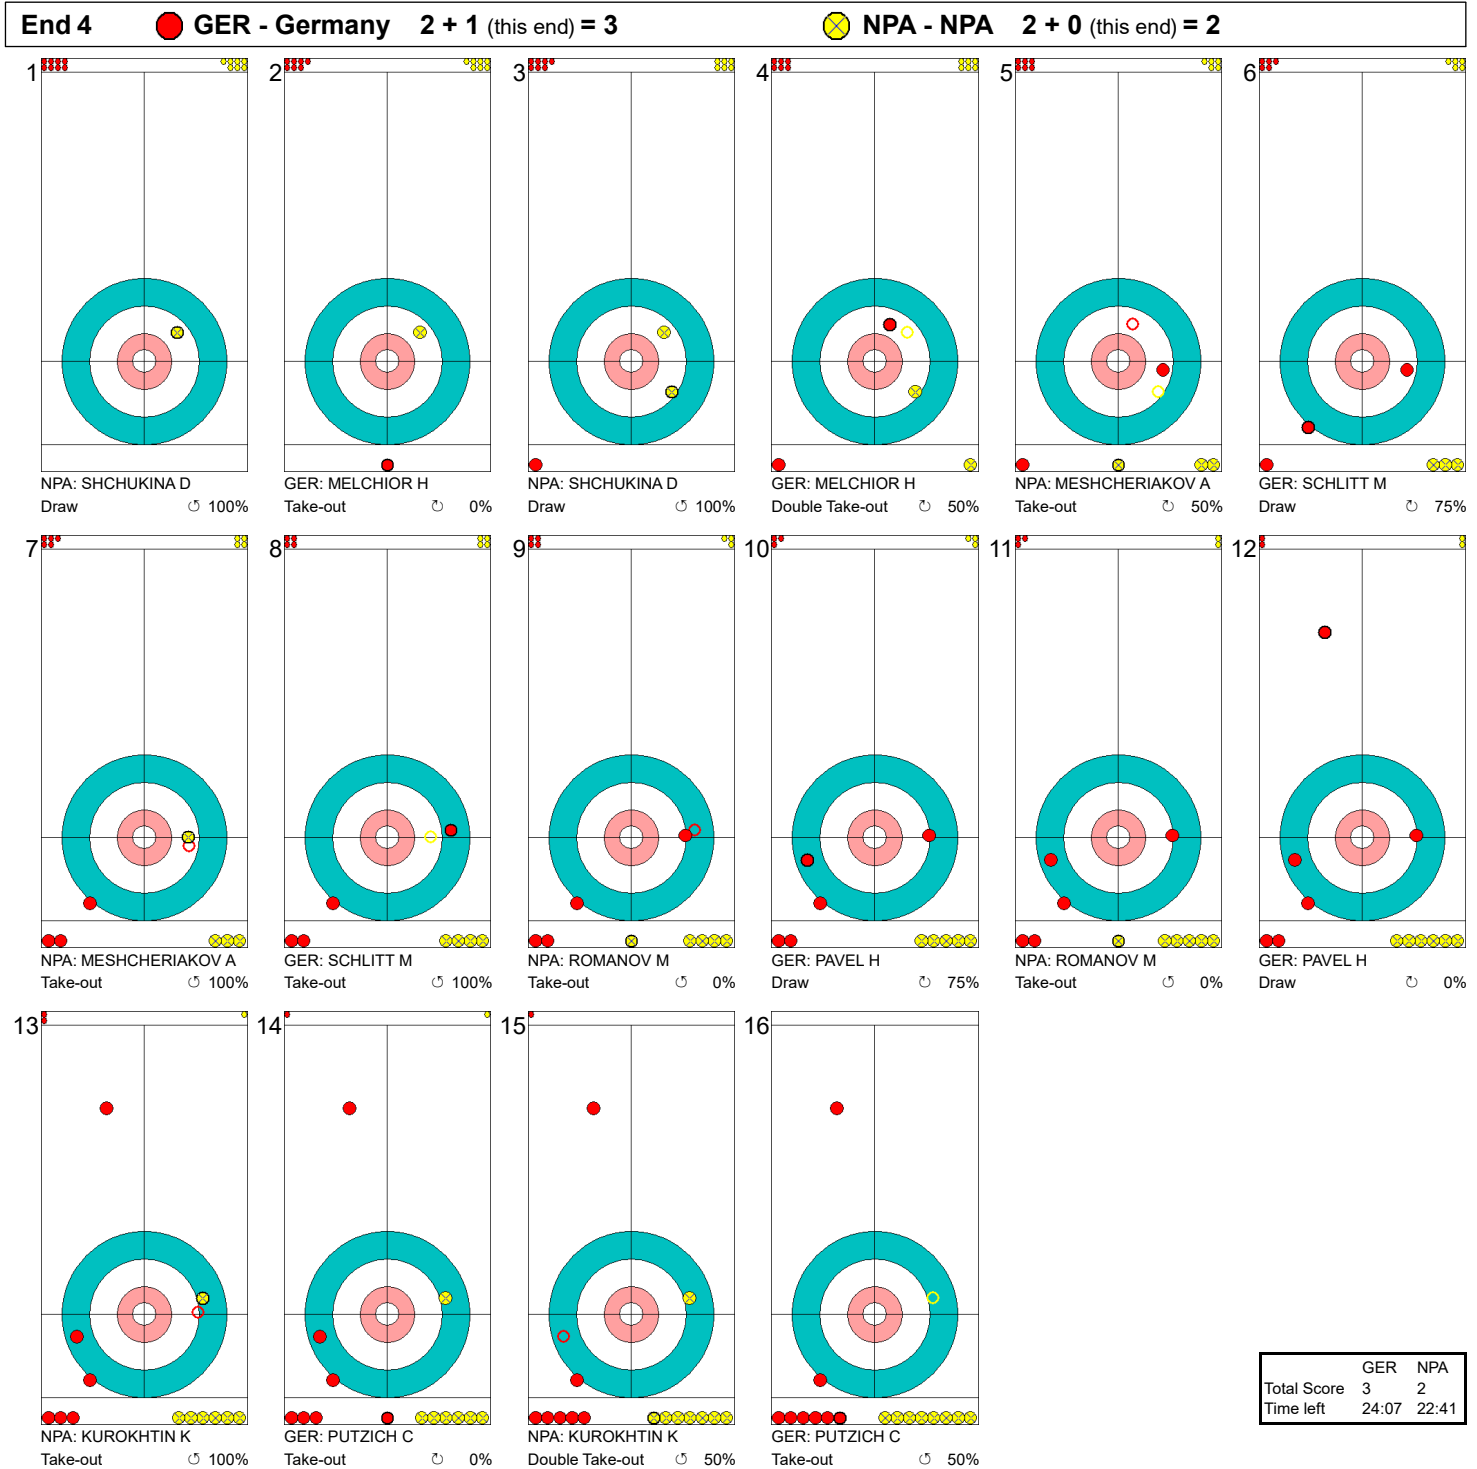 End 4 GER - Germany 2 + 1 (this end) = 3 NPA - NPA 2 + 0 (this end) = 2
1 2 3 4 5 6
NPA: SHCHUKINA D GER: MELCHIOR H NPA: SHCHUKINA D GER: MELCHIOR H NPA: MESHCHERIAKOV A GER: SCHLITT M
Draw ↺ 100% Take-out ↻ 0% Draw ↺ 100% Double Take-out ↻ 50% Take-out ↻ 50% Draw ↻ 75%
7 8 9 10 11 12
NPA: MESHCHERIAKOV A GER: SCHLITT M NPA: ROMANOV M GER: PAVEL H NPA: ROMANOV M GER: PAVEL H
Take-out ↺ 100% Take-out ↺ 100% Take-out ↺ 0% Draw ↻ 75% Take-out ↺ 0% Draw ↻ 0%
13 14 15 16
NPA: KUROKHTIN K GER: PUTZICH C NPA: KUROKHTIN K GER: PUTZICH C
Take-out ↺ 100% Take-out ↻ 0% Double Take-out ↺ 50% Take-out ↻ 50%
GER NPA
Total Score 3 2
Time left 24:07 22:41